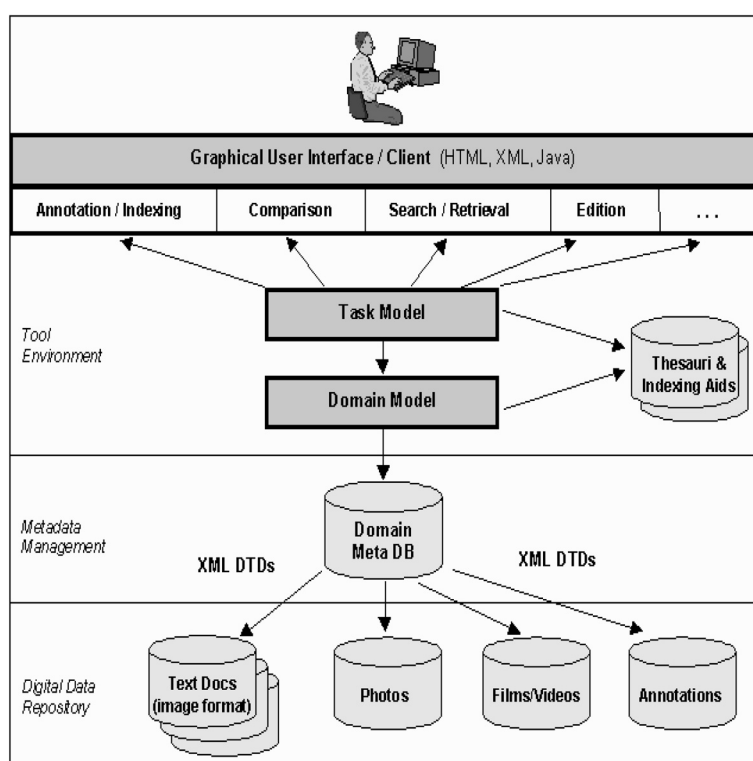 Graphical User Interface / Client (HTML, XML, Java)
Annotation / Indexing
Comparison
Search / Retrieval
Edition
. . .
Task Model
Tool
Environment
Thesauri &
Indexing Aids
Domain Model
Metadata
Management
Domain
Meta DB
XML DTDs
XML DTDs
Digital Data
Repository
Text Docs
(image format)
Photos
Films/Videos
Annotations